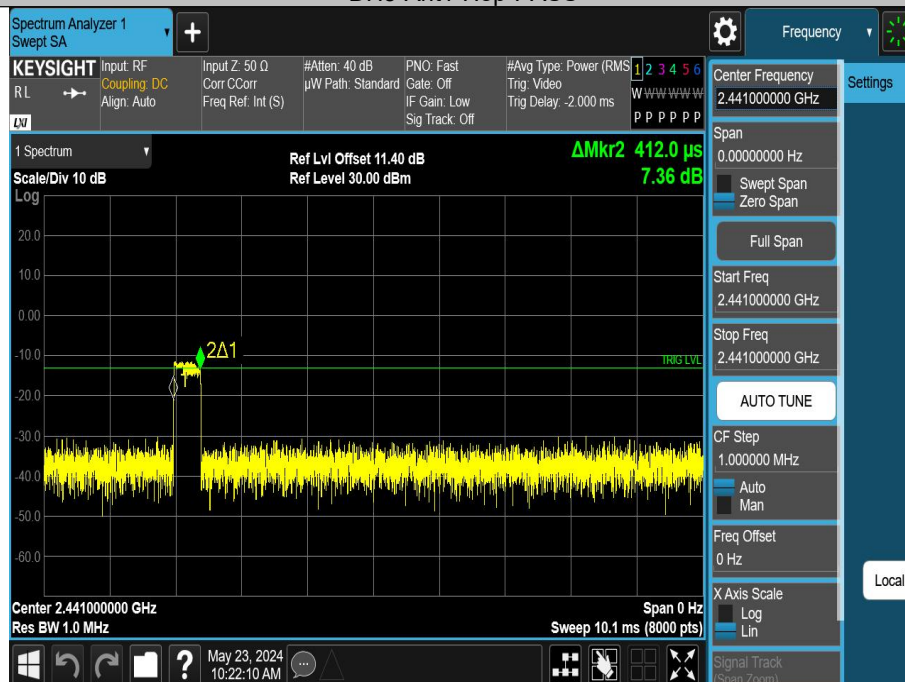 Spectrum Analyzer 1
Swept SA
+
Frequency
KEYSIGHT
RL
LXI
Input: RF
Coupling: DC
Align: Auto
Input Z: 50 Ω
Corr CCorr
Freq Ref: Int (S)
#Atten: 40 dB
µW Path: Standard
PNO: Fast
Gate: Off
IF Gain: Low
Sig Track: Off
#Avg Type: Power (RMS
Trig: Video
Trig Delay: -2.000 ms
1 2 3 4 5 6
W W W W W W
P P P P P P
1 Spectrum
Scale/Div 10 dB
Log
Ref Lvl Offset 11.40 dB
Ref Level 30.00 dBm
ΔMkr2 412.0 µs
7.36 dB
20.0
10.0
0.00
-10.0
-20.0
-30.0
-40.0
-50.0
-60.0
2Δ1
TRIG LVL
Center 2.441000000 GHz
Res BW 1.0 MHz
Span 0 Hz
Sweep 10.1 ms (8000 pts)
Center Frequency
2.441000000 GHz
Span
0.00000000 Hz
Swept Span
Zero Span
Full Span
Start Freq
2.441000000 GHz
Stop Freq
2.441000000 GHz
AUTO TUNE
CF Step
1.000000 MHz
Auto
Man
Freq Offset
0 Hz
X Axis Scale
Log
Lin
Signal Track
(Span Zoom)
Settings
Local
?
May 23, 2024
10:22:10 AM